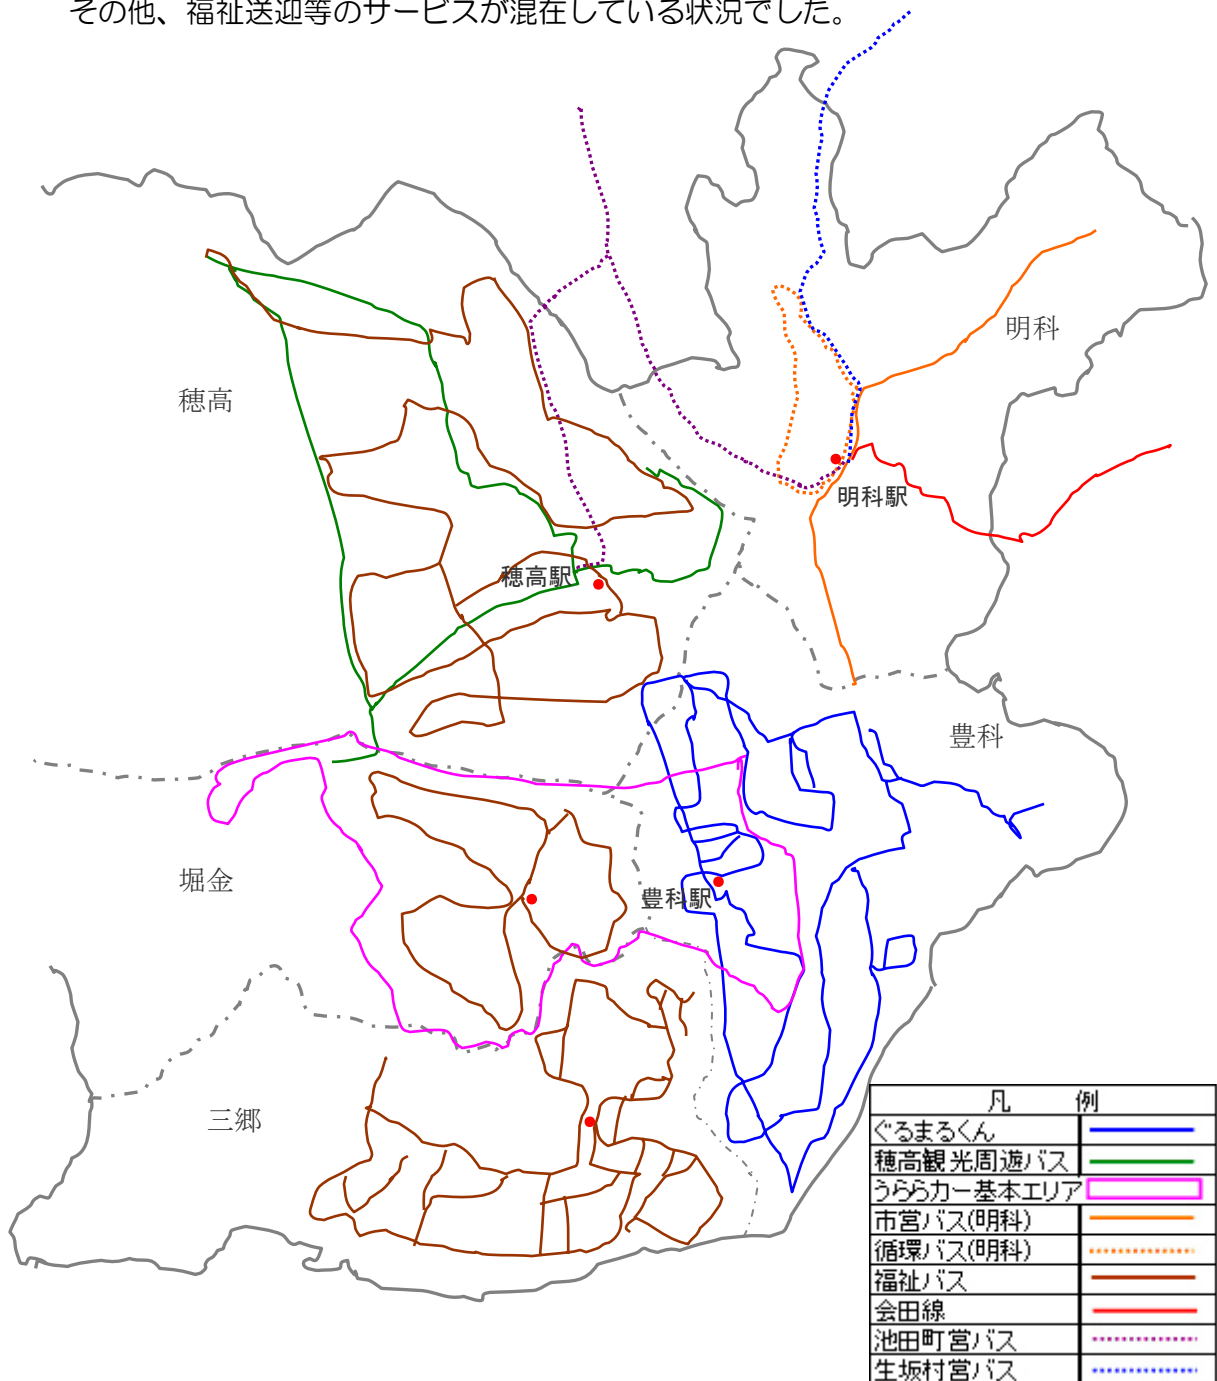 その他、福祉送迎等のサービスが混在している状況でした。
明科
穂高
明科駅
穂高駅
豊科
堀金
豊科駅
三郷
凡 例
ぐるまるくん
穂高観光周遊バス
うららカー基本エリア
市営バス(明科)
循環バス(明科)
福祉バス
会田線
池田町営バス
生坂村営バス